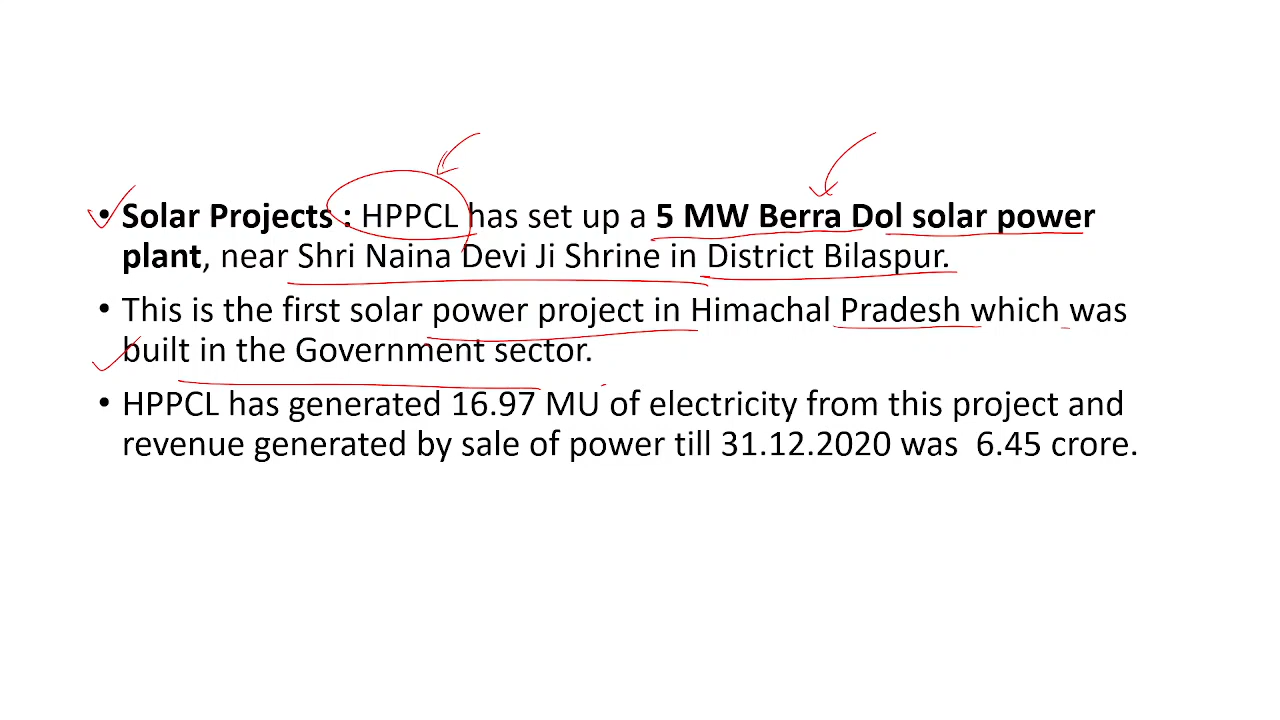 • Solar Projects : HPPCL has set up a 5 MW Berra Dol solar power
plant, near Shri Naina Devi Ji Shrine in District Bilaspur.
• This is the first solar power project in Himachal Pradesh which was
built in the Government sector.
• HPPCL has generated 16.97 MU of electricity from this project and
revenue generated by sale of power till 31.12.2020 was  6.45 crore.